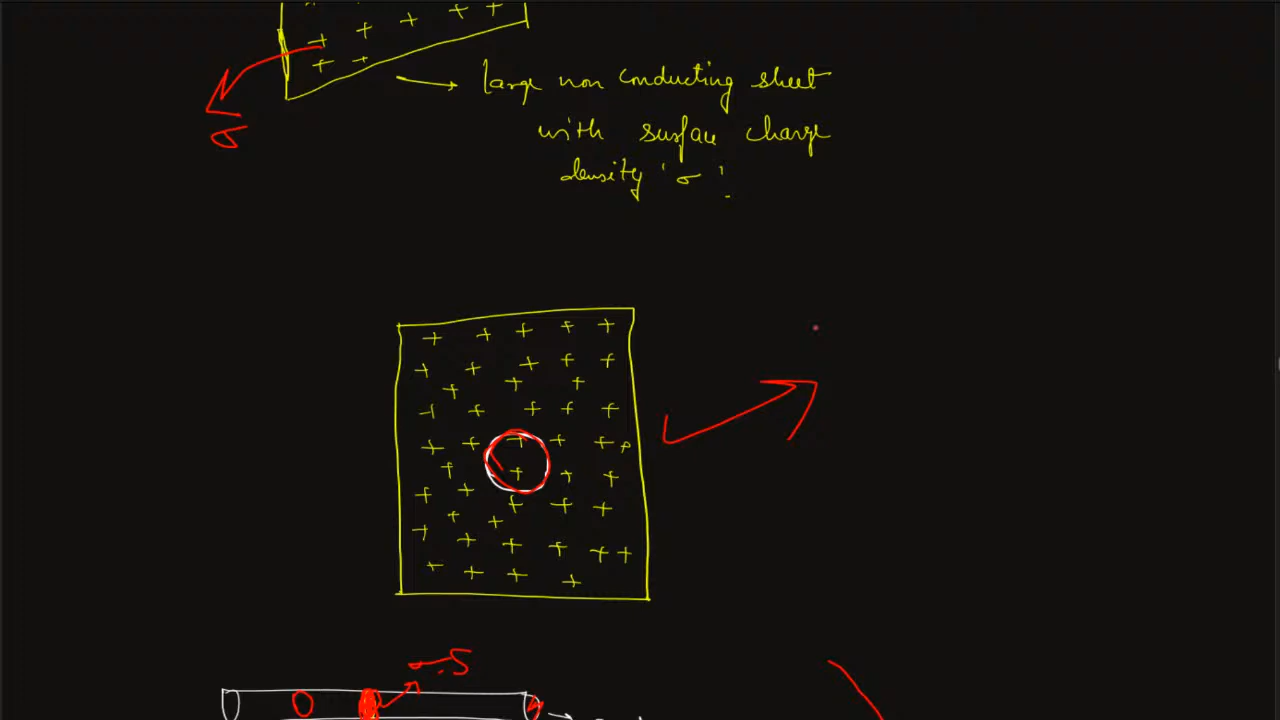 large non conducting sheet
with surface charge
density 'σ'.
σ